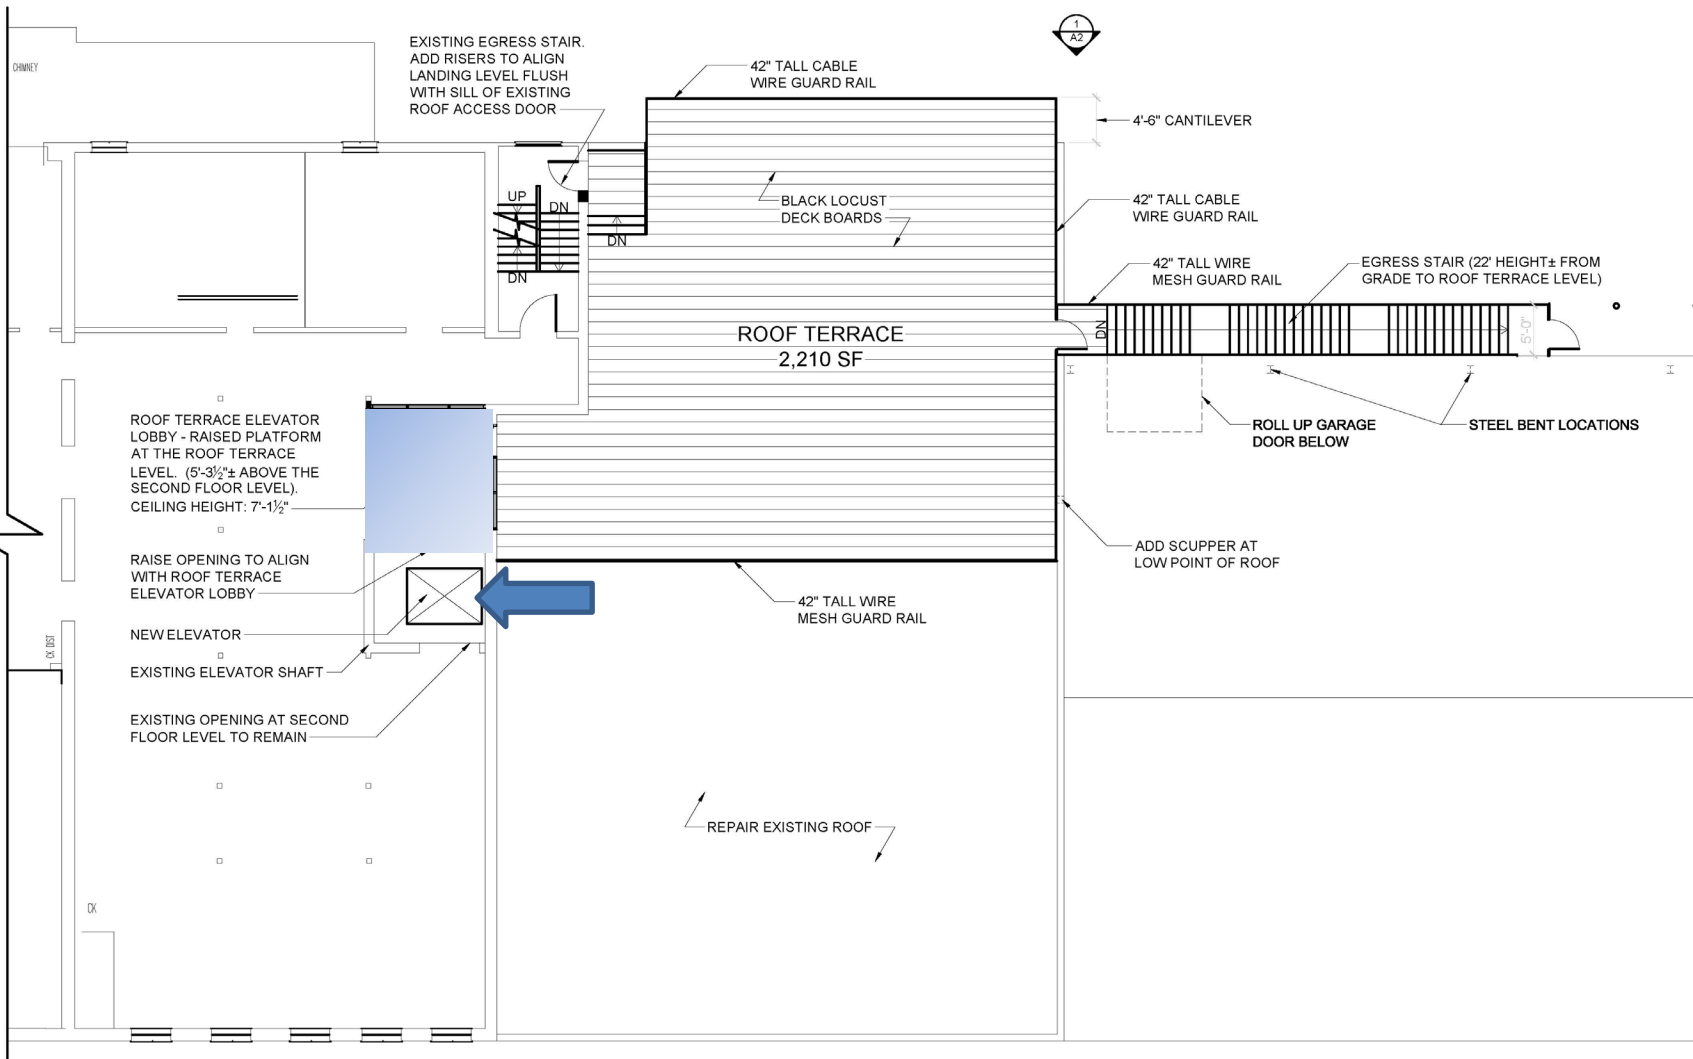 CHIMNEY
EXISTING EGRESS STAIR.
ADD RISERS TO ALIGN
LANDING LEVEL FLUSH
WITH SILL OF EXISTING
ROOF ACCESS DOOR
42" TALL CABLE
WIRE GUARD RAIL
1
A2
4'-6" CANTILEVER
UP
DN
DN
DN
BLACK LOCUST
DECK BOARDS
42" TALL CABLE
WIRE GUARD RAIL
42" TALL WIRE
MESH GUARD RAIL
EGRESS STAIR (22' HEIGHT± FROM
GRADE TO ROOF TERRACE LEVEL)
ROOF TERRACE
2,210 SF
DN
5'-0"
ROLL UP GARAGE
DOOR BELOW
STEEL BENT LOCATIONS
ROOF TERRACE ELEVATOR
LOBBY - RAISED PLATFORM
AT THE ROOF TERRACE
LEVEL. (5'-3½"± ABOVE THE
SECOND FLOOR LEVEL).
CEILING HEIGHT: 7'-1½"
RAISE OPENING TO ALIGN
WITH ROOF TERRACE
ELEVATOR LOBBY
NEW ELEVATOR
EXISTING ELEVATOR SHAFT
EXISTING OPENING AT SECOND
FLOOR LEVEL TO REMAIN
CK DIST
ADD SCUPPER AT
LOW POINT OF ROOF
42" TALL WIRE
MESH GUARD RAIL
REPAIR EXISTING ROOF
CK